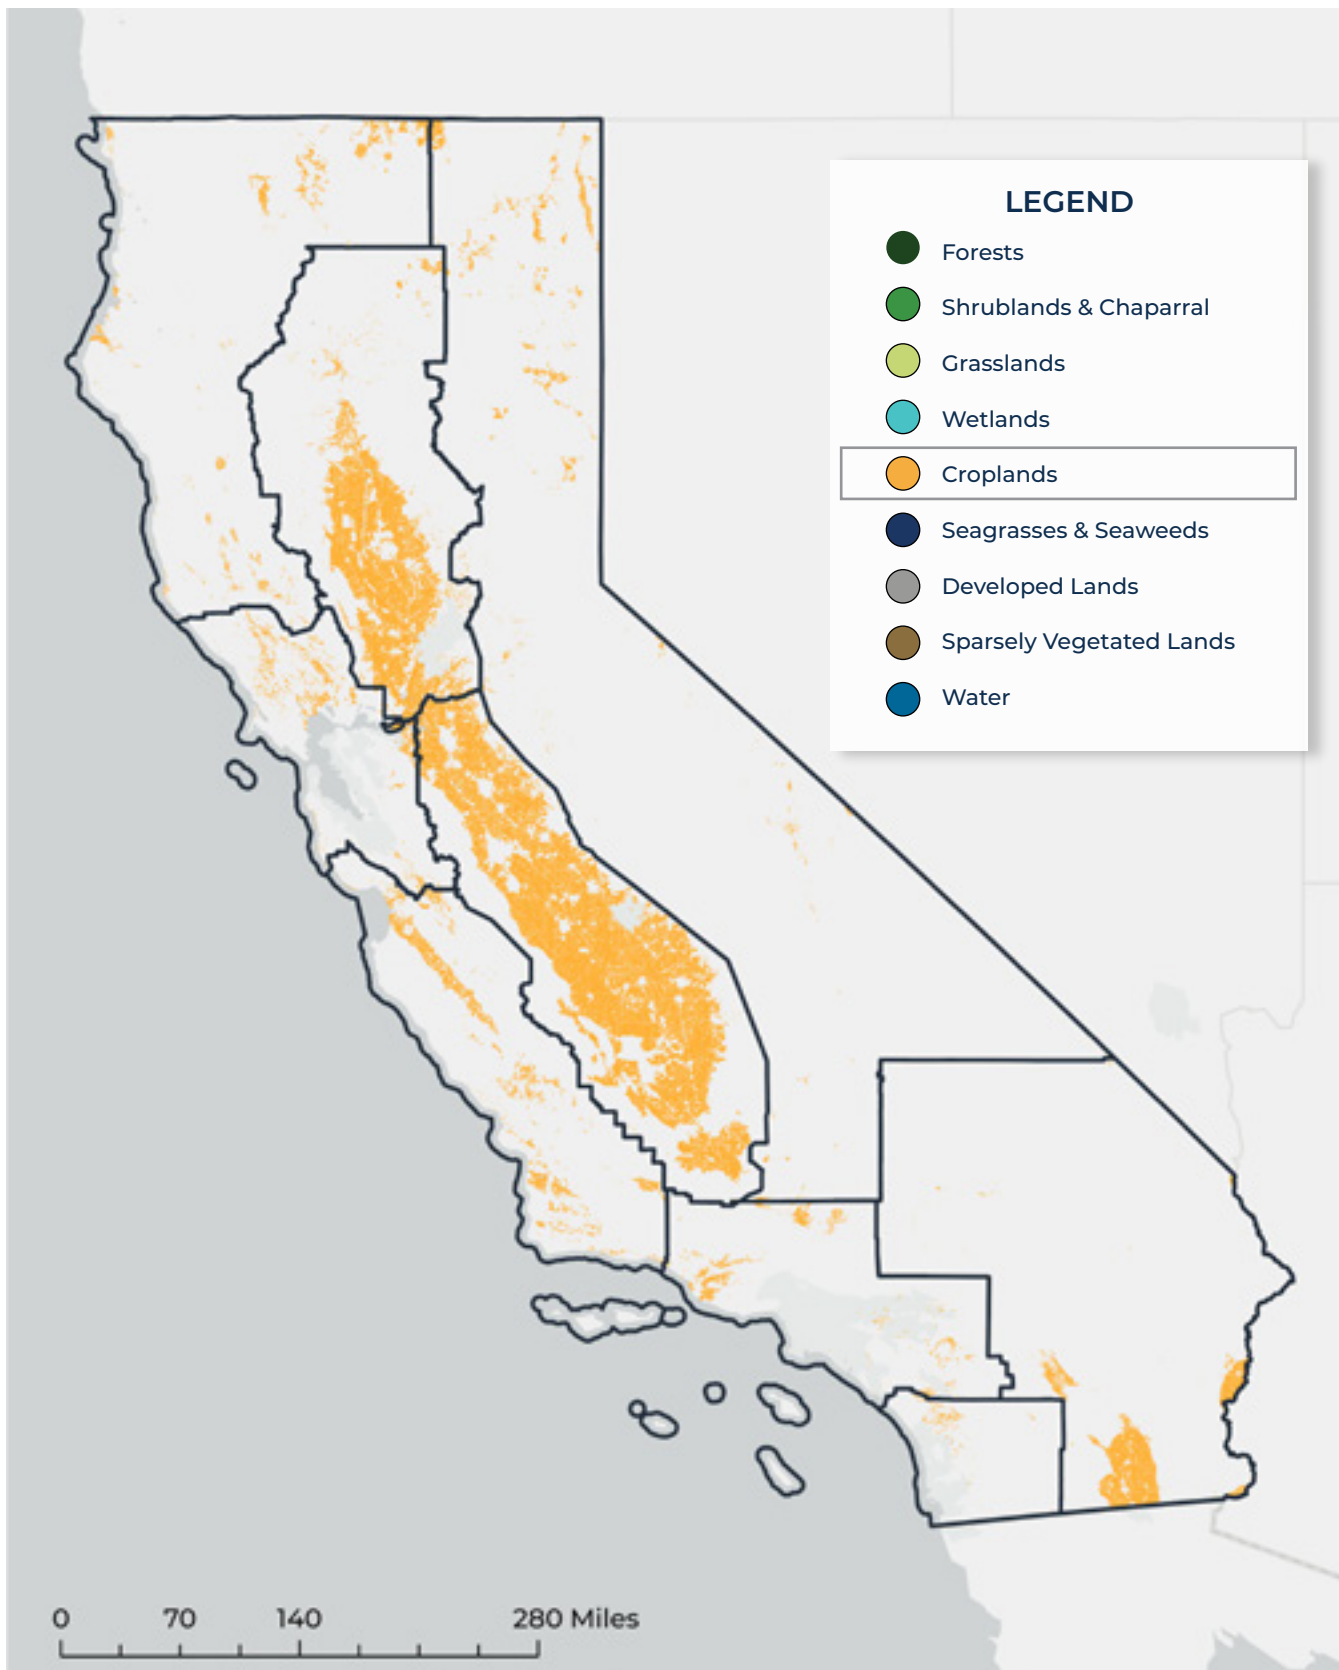 LEGEND
Forests
Shrublands & Chaparral
Grasslands
Wetlands
Croplands
Seagrasses & Seaweeds
Developed Lands
Sparsely Vegetated Lands
Water
0 70 140 280 Miles